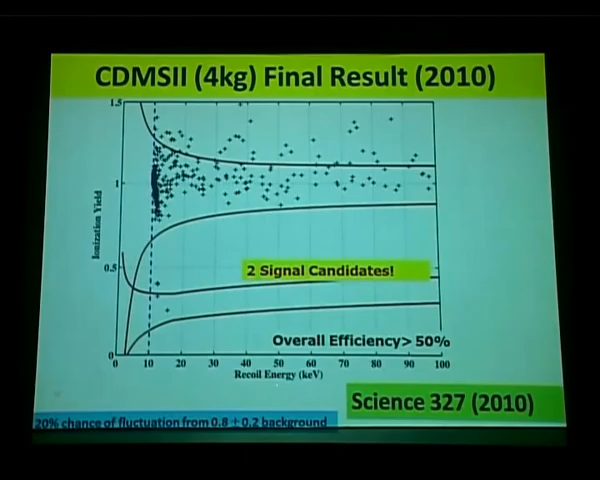 CDMSII (4kg) Final Result (2010)
1.5
1
0.5
0
Ionization Yield
2 Signal Candidates!
Overall Efficiency> 50%
0 10 20 30 40 50 60 70 80 90 100
Recoil Energy (keV)
Science 327 (2010)
20% chance of fluctuation from 0.8 ± 0.2 background